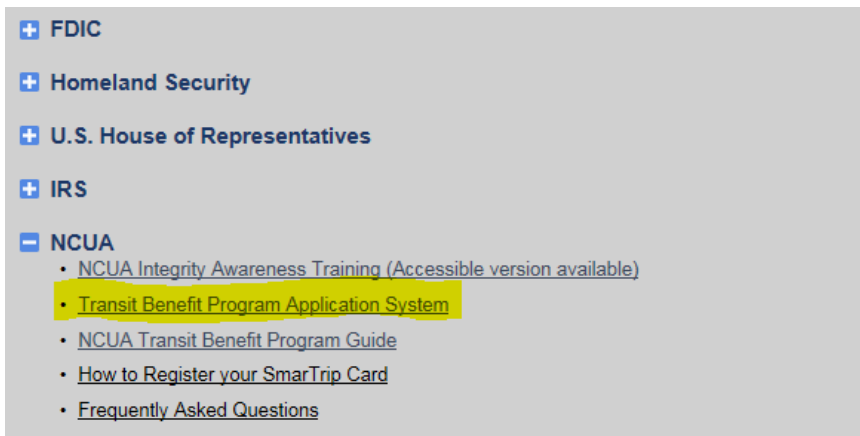 FDIC
Homeland Security
U.S. House of Representatives
IRS
NCUA
• NCUA Integrity Awareness Training (Accessible version available)
• Transit Benefit Program Application System
• NCUA Transit Benefit Program Guide
• How to Register your SmarTrip Card
• Frequently Asked Questions